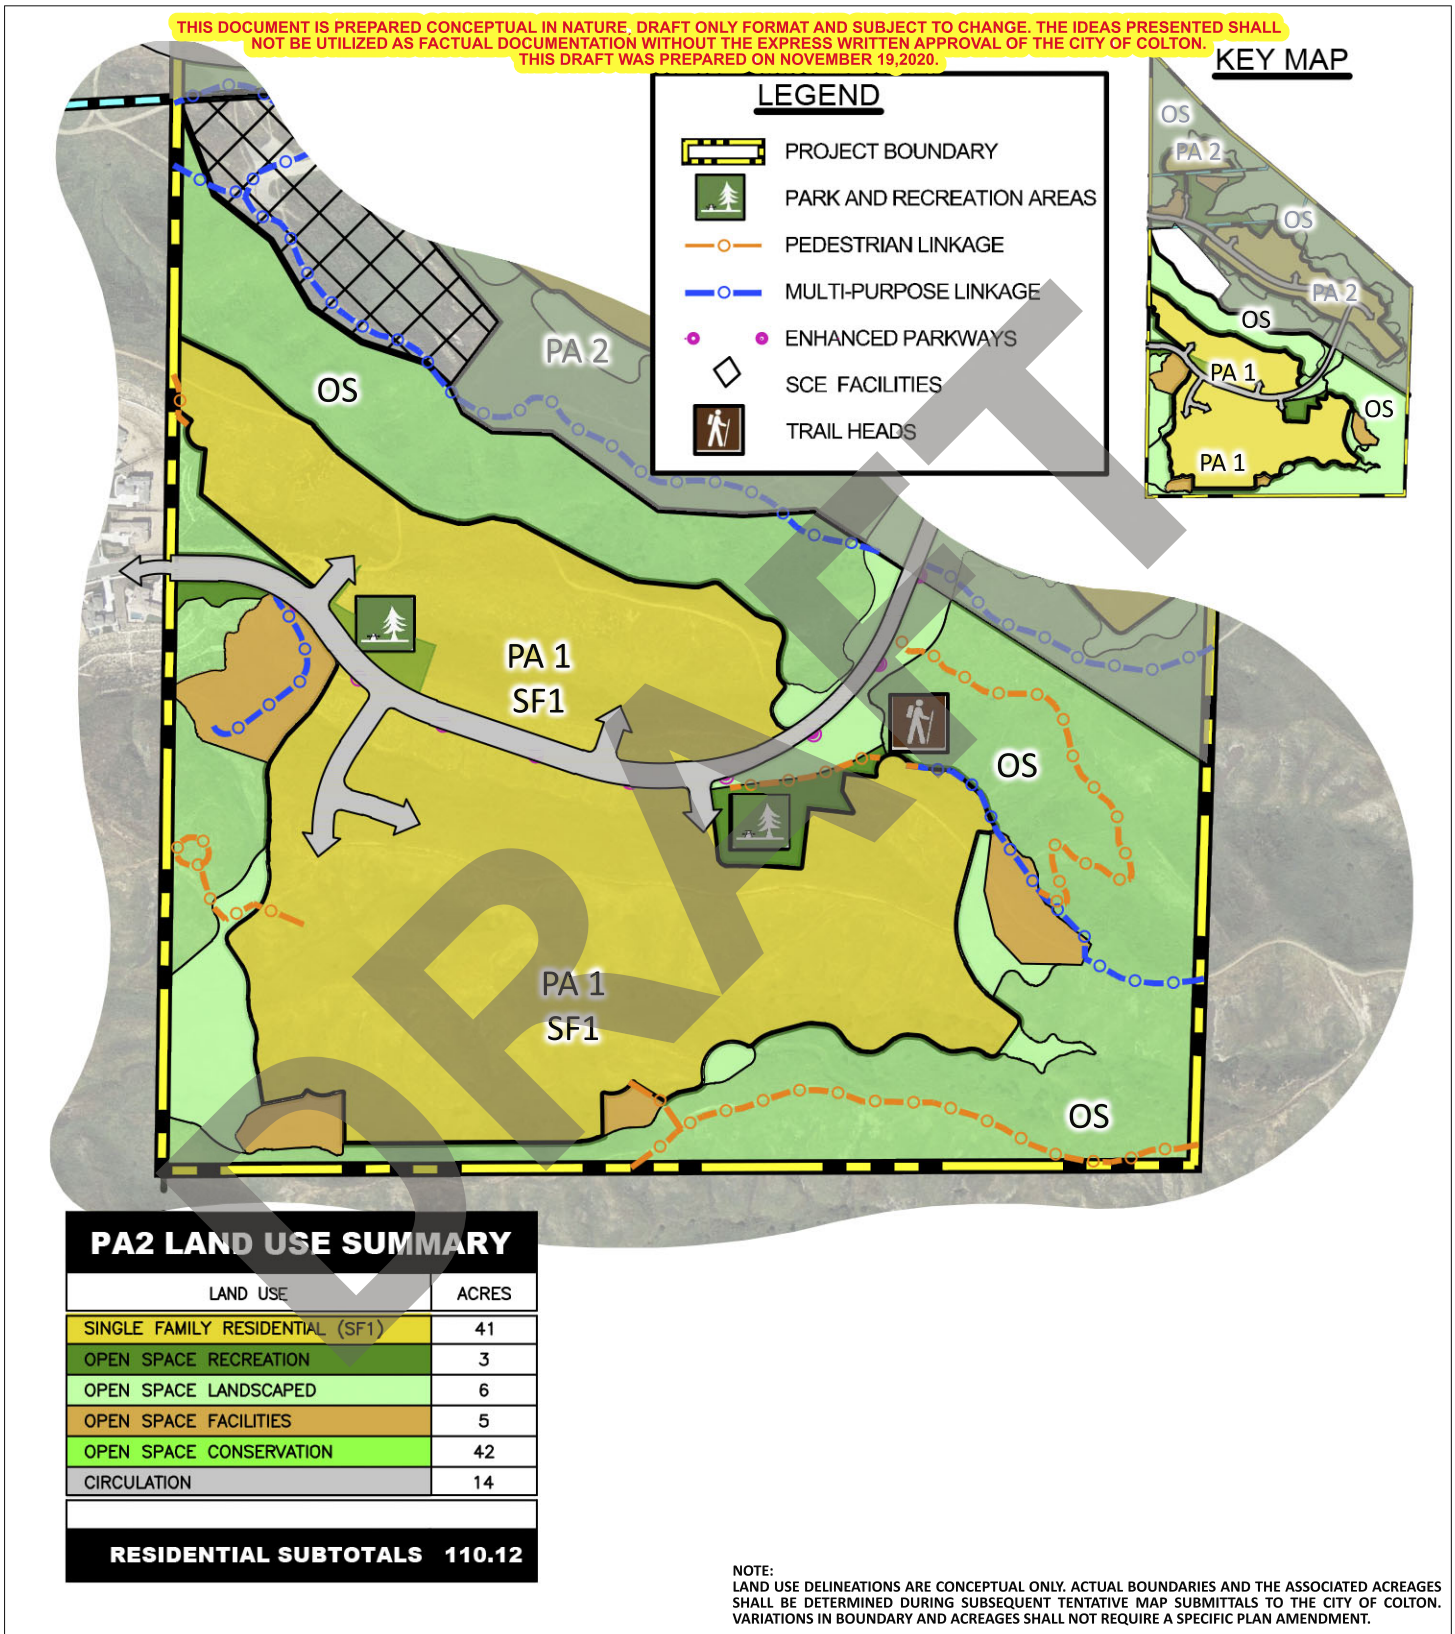 THIS DOCUMENT IS PREPARED CONCEPTUAL IN NATURE, DRAFT ONLY FORMAT AND SUBJECT TO CHANGE. THE IDEAS PRESENTED SHALL
NOT BE UTILIZED AS FACTUAL DOCUMENTATION WITHOUT THE EXPRESS WRITTEN APPROVAL OF THE CITY OF COLTON.
THIS DRAFT WAS PREPARED ON NOVEMBER 19,2020.
KEY MAP
OS
PA 2
OS
PA 2
OS
PA 1
OS
PA 1
LEGEND
PROJECT BOUNDARY
PARK AND RECREATION AREAS
PEDESTRIAN LINKAGE
MULTI-PURPOSE LINKAGE
ENHANCED PARKWAYS
SCE FACILITIES
TRAIL HEADS
PA 2
OS
PA 1
SF1
OS
PA 1
SF1
OS
DRAFT
PA2 LAND USE SUMMARY
LAND USE ACRES
SINGLE FAMILY RESIDENTIAL (SF1) 41
OPEN SPACE RECREATION 3
OPEN SPACE LANDSCAPED 6
OPEN SPACE FACILITIES 5
OPEN SPACE CONSERVATION 42
CIRCULATION 14
RESIDENTIAL SUBTOTALS 110.12
NOTE:
LAND USE DELINEATIONS ARE CONCEPTUAL ONLY. ACTUAL BOUNDARIES AND THE ASSOCIATED ACREAGES
SHALL BE DETERMINED DURING SUBSEQUENT TENTATIVE MAP SUBMITTALS TO THE CITY OF COLTON.
VARIATIONS IN BOUNDARY AND ACREAGES SHALL NOT REQUIRE A SPECIFIC PLAN AMENDMENT.